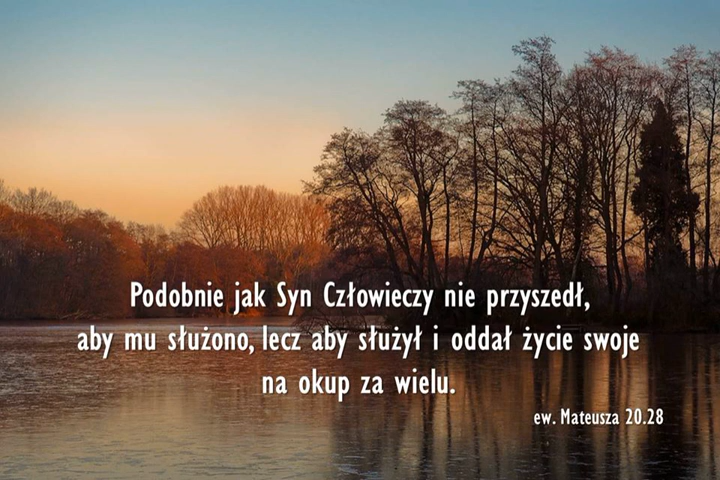 Podobnie jak Syn Człowieczy nie przyszedł,
aby mu służono, lecz aby służył i oddał życie swoje
na okup za wielu.
ew. Mateusza 20.28